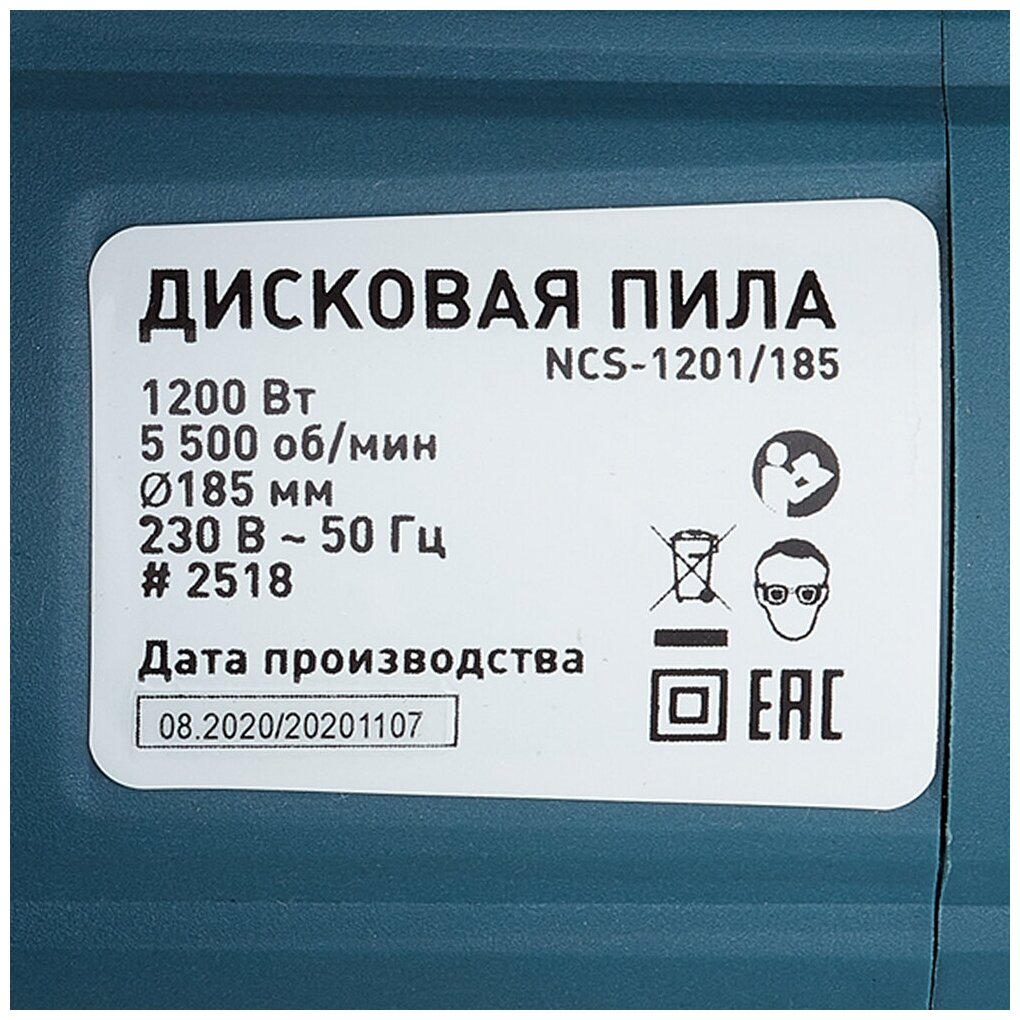 ДИСКОВАЯ ПИЛА
NCS-1201/185
1200 Вт
5 500 об/мин
Ø185 мм
230 В ~ 50 Гц
# 2518
Дата производства
08.2020/20201107
EAC